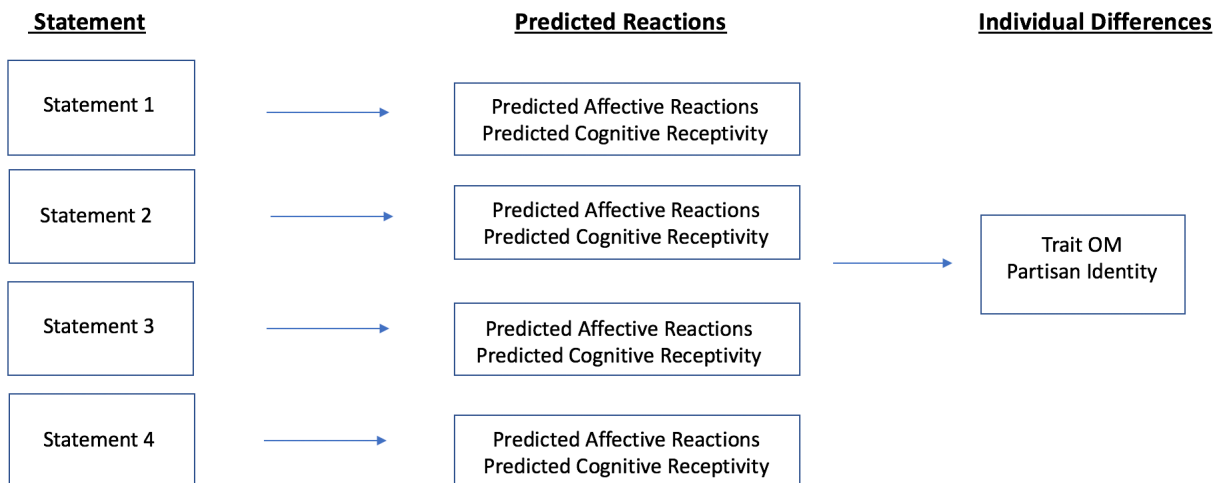 Statement
Predicted Reactions
Individual Differences
Statement 1
Predicted Affective Reactions
Predicted Cognitive Receptivity
Statement 2
Predicted Affective Reactions
Predicted Cognitive Receptivity
Statement 3
Predicted Affective Reactions
Predicted Cognitive Receptivity
Statement 4
Predicted Affective Reactions
Predicted Cognitive Receptivity
Trait OM
Partisan Identity